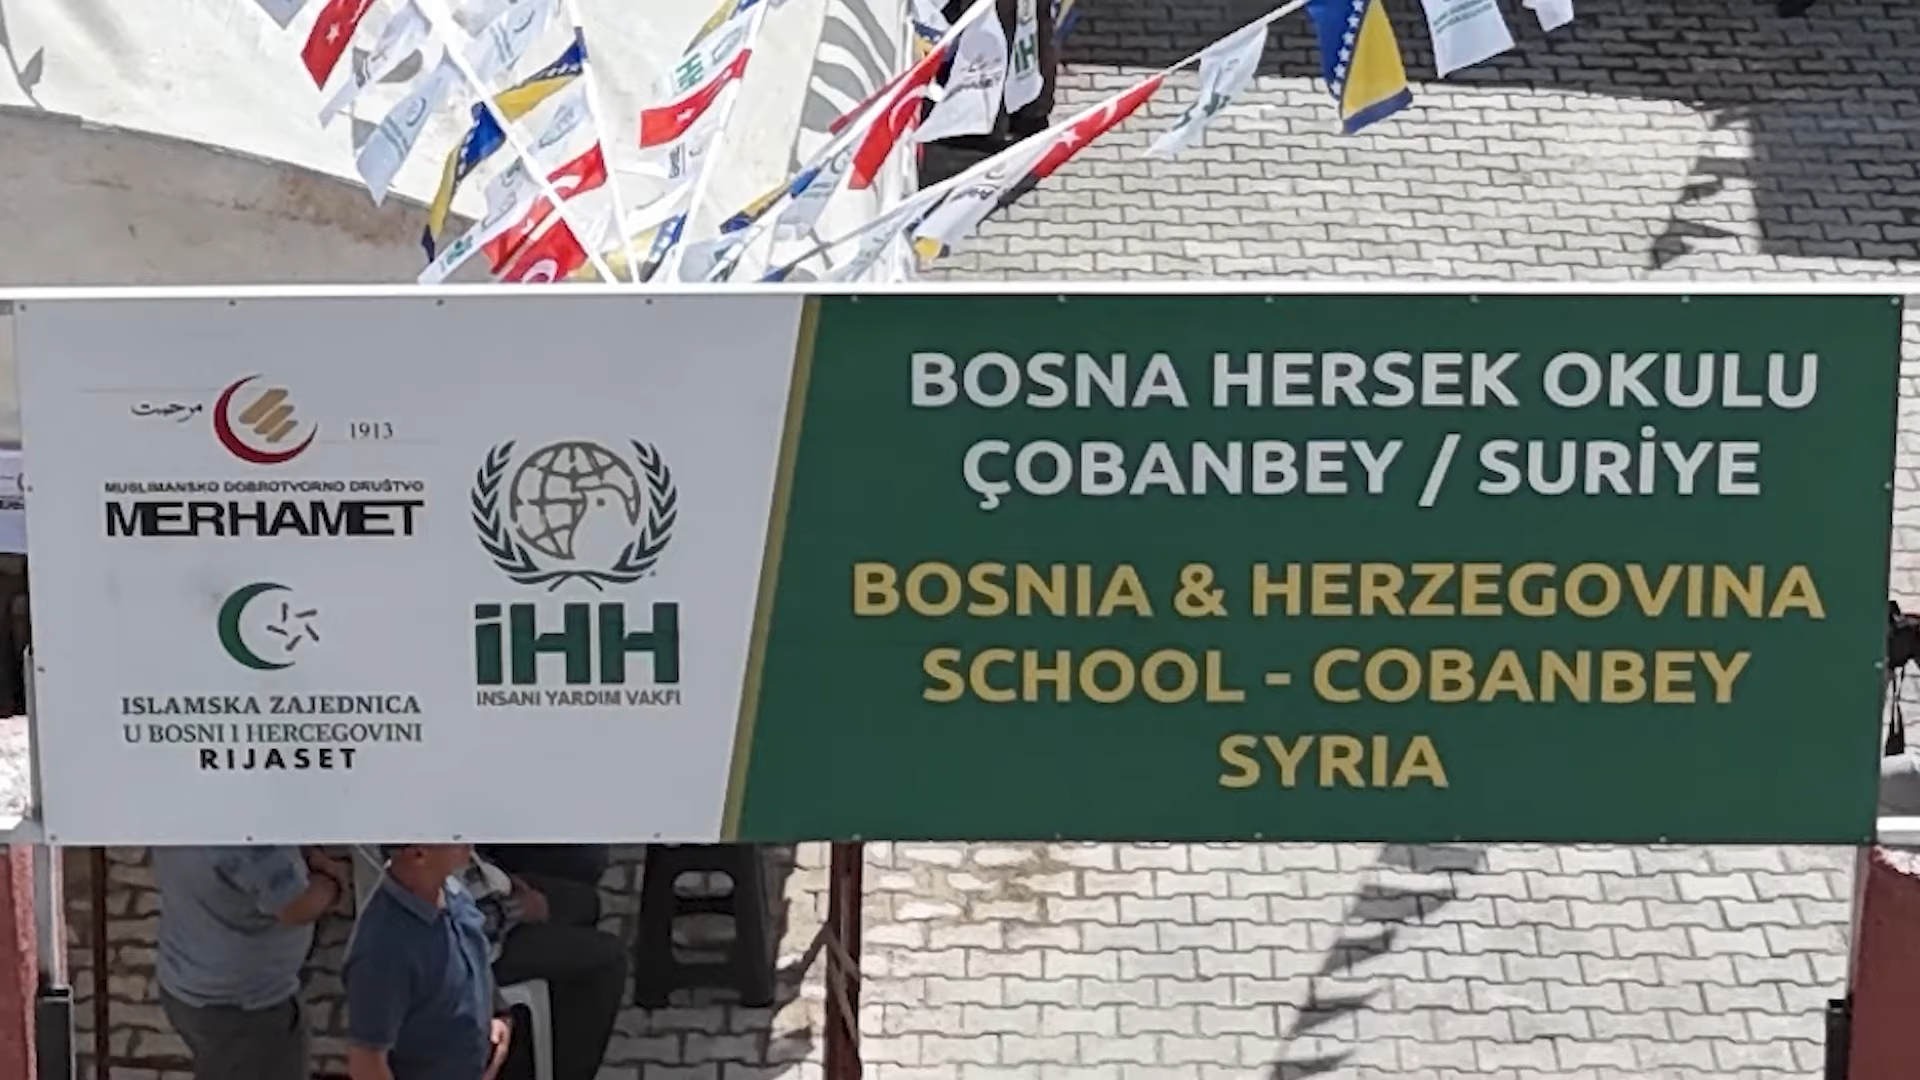 مرحمت
1913
MUSLIMANSKO DOBROTVORNO DRUŠTVO
MERHAMET
ISLAMSKA ZAJEDNICA
U BOSNI I HERCEGOVINI
RIJASET
İHH
INSANI YARDIM VAKFI
BOSNA HERSEK OKULU
ÇOBANBEY / SURİYE
BOSNIA & HERZEGOVINA
SCHOOL - COBANBEY
SYRIA